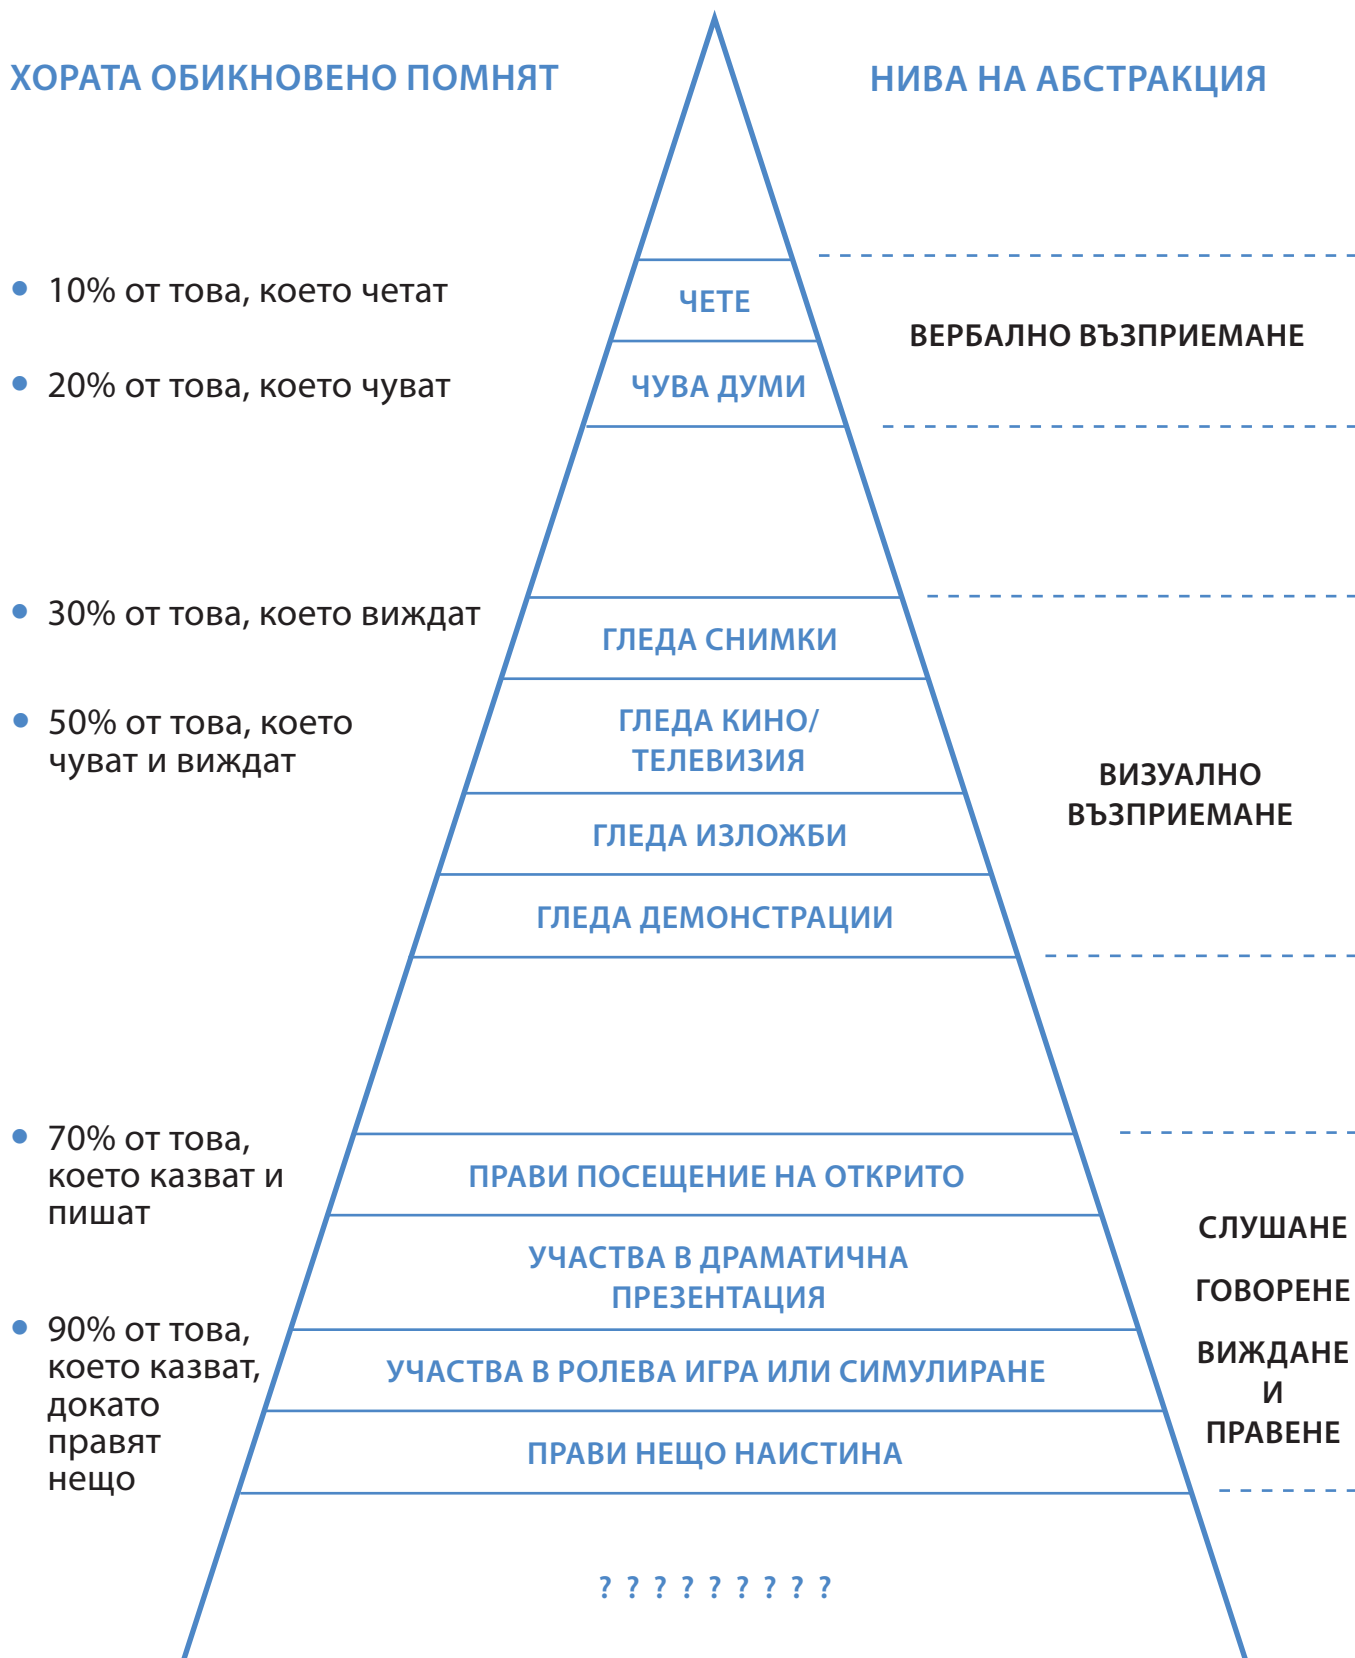 ХОРАТА ОБИКНОВЕНО ПОМНЯТ
НИВА НА АБСТРАКЦИЯ
• 10% от това, което четат
ЧЕТЕ
ВЕРБАЛНО ВЪЗПРИЕМАНЕ
• 20% от това, което чуват
ЧУВА ДУМИ
• 30% от това, което виждат
ГЛЕДА СНИМКИ
• 50% от това, което
чуват и виждат
ГЛЕДА КИНО/
ТЕЛЕВИЗИЯ
ГЛЕДА ИЗЛОЖБИ
ГЛЕДА ДЕМОНСТРАЦИИ
ВИЗУАЛНО
ВЪЗПРИЕМАНЕ
• 70% от това,
което казват и
пишат
ПРАВИ ПОСЕЩЕНИЕ НА ОТКРИТО
УЧАСТВА В ДРАМАТИЧНА
ПРЕЗЕНТАЦИЯ
• 90% от това,
което казват,
докато
правят
нещо
УЧАСТВА В РОЛЕВА ИГРА ИЛИ СИМУЛИРАНЕ
ПРАВИ НЕЩО НАИСТИНА
СЛУШАНЕ
ГОВОРЕНЕ
ВИЖДАНЕ
И
ПРАВЕНЕ
? ? ? ? ? ? ? ? ?